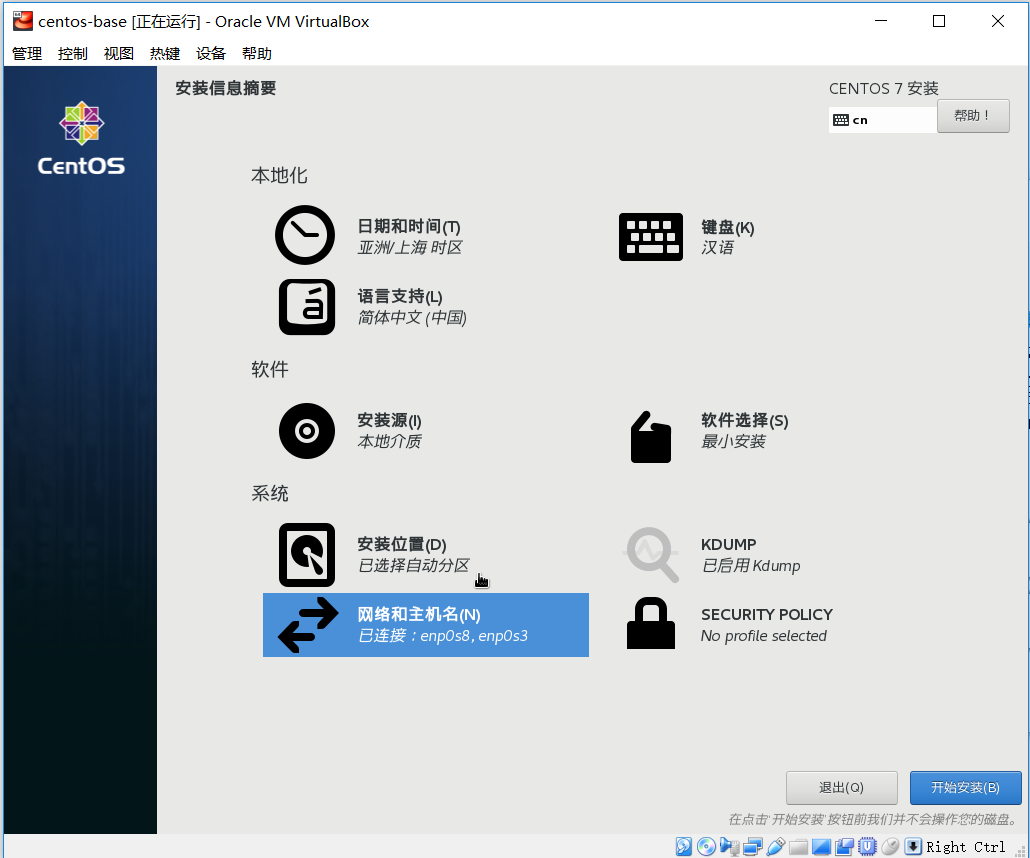 centos-base [正在运行] - Oracle VM VirtualBox
管理 控制 视图 热键 设备 帮助
安装信息摘要
CENTOS 7 安装
cn
帮助！
CentOS
本地化
日期和时间(T)
亚洲/上海 时区
键盘(K)
汉语
语言支持(L)
简体中文 (中国)
软件
安装源(I)
本地介质
软件选择(S)
最小安装
系统
安装位置(D)
已选择自动分区
KDUMP
已启用 Kdump
网络和主机名(N)
已连接：enp0s8, enp0s3
SECURITY POLICY
No profile selected
退出(Q)
开始安装(B)
在点击'开始安装'按钮前我们并不会操作您的磁盘。
Right Ctrl